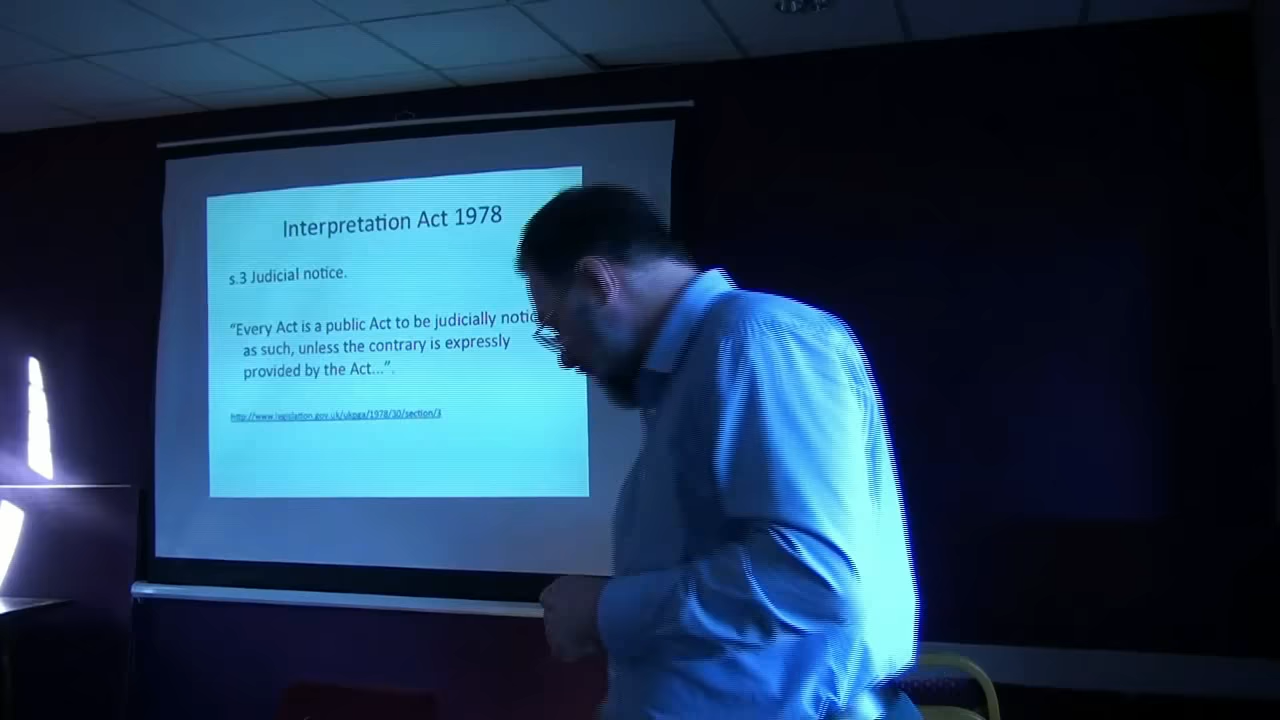 Interpretation Act 1978
s.3 Judicial notice.
“Every Act is a public Act to be judicially
as such, unless the contrary is expressly
provided by the Act...”.
http://www.legislation.gov.uk/ukpga/1978/30/section/3